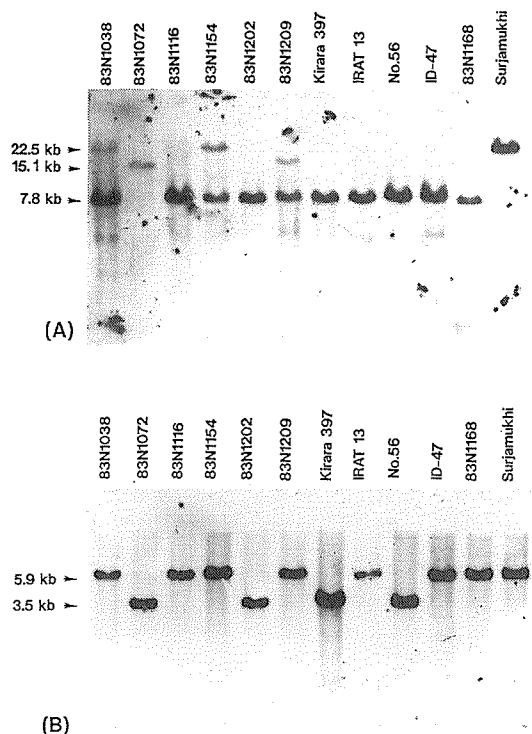 83N1038 83N1072 83N1116 83N1154 83N1202 83N1209 Kirara 397 IRAT 13 No.56 ID-47 83N1168 Surjamukhi
22.5 kb
15.1 kb
7.8 kb
(A)
83N1038 83N1072 83N1116 83N1154 83N1202 83N1209 Kirara 397 IRAT 13 No.56 ID-47 83N1168 Surjamukhi
5.9 kb
3.5 kb
(B)